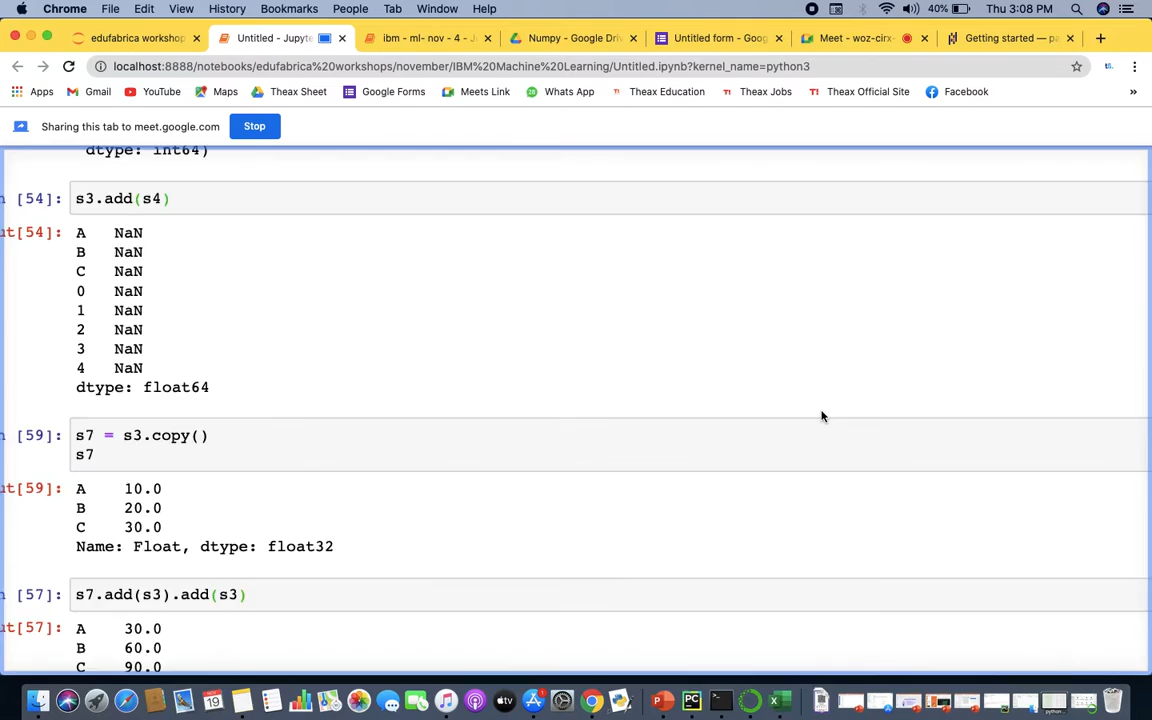 Chrome File Edit View History Bookmarks People Tab Window Help 40% Thu 3:08 PM
edufabrica workshop Untitled - Jupyte ibm - ml- nov - 4 - J Numpy - Google Driv Untitled form - Goog Meet - woz-cirx- Getting started — pa
localhost:8888/notebooks/edufabrica%20workshops/november/IBM%20Machine%20Learning/Untitled.ipynb?kernel_name=python3
Apps Gmail YouTube Maps Theax Sheet Google Forms Meets Link Whats App Theax Education Theax Jobs Theax Official Site Facebook »
Sharing this tab to meet.google.com Stop
dtype: int64)
n [54]: s3.add(s4)
ut[54]: A NaN
B NaN
C NaN
0 NaN
1 NaN
2 NaN
3 NaN
4 NaN
dtype: float64
n [59]: s7 = s3.copy()
s7
ut[59]: A 10.0
B 20.0
C 30.0
Name: Float, dtype: float32
n [57]: s7.add(s3).add(s3)
ut[57]: A 30.0
B 60.0
C 90.0